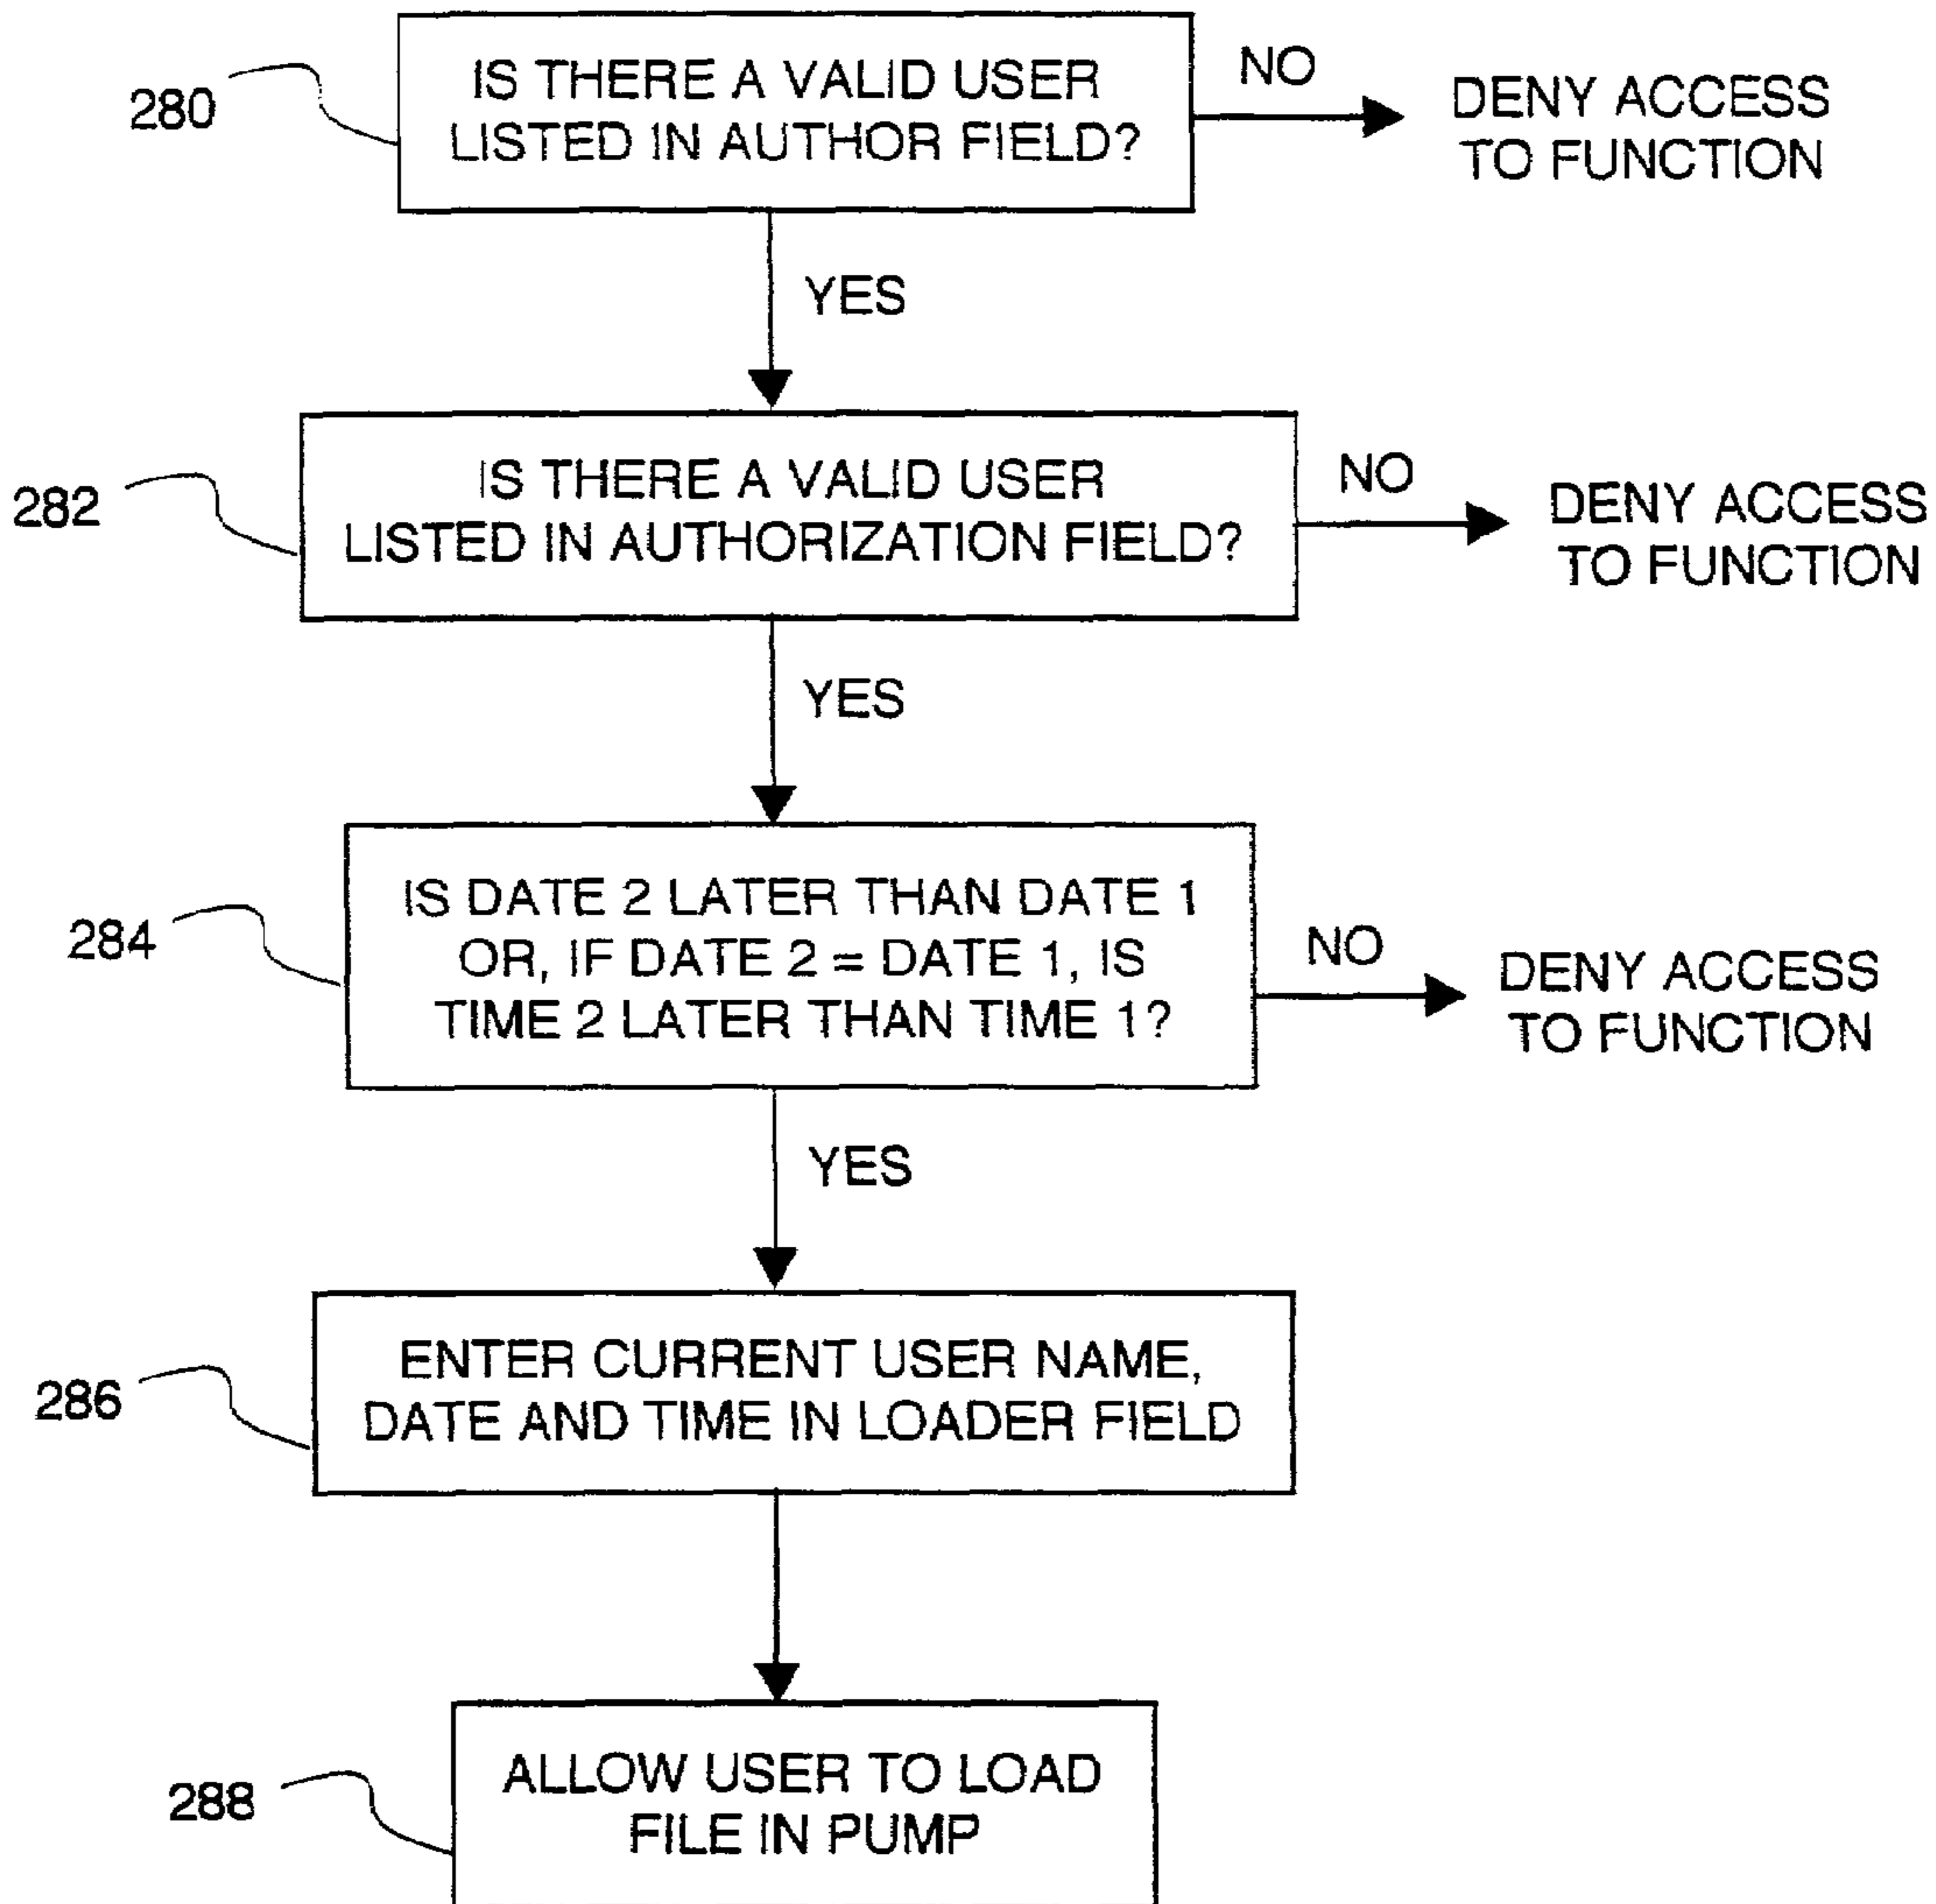 280
IS THERE A VALID USER
LISTED IN AUTHOR FIELD?
NO
DENY ACCESS
TO FUNCTION
YES
282
IS THERE A VALID USER
LISTED IN AUTHORIZATION FIELD?
NO
DENY ACCESS
TO FUNCTION
YES
284
IS DATE 2 LATER THAN DATE 1
OR, IF DATE 2 = DATE 1, IS
TIME 2 LATER THAN TIME 1?
NO
DENY ACCESS
TO FUNCTION
YES
286
ENTER CURRENT USER NAME,
DATE AND TIME IN LOADER FIELD
288
ALLOW USER TO LOAD
FILE IN PUMP